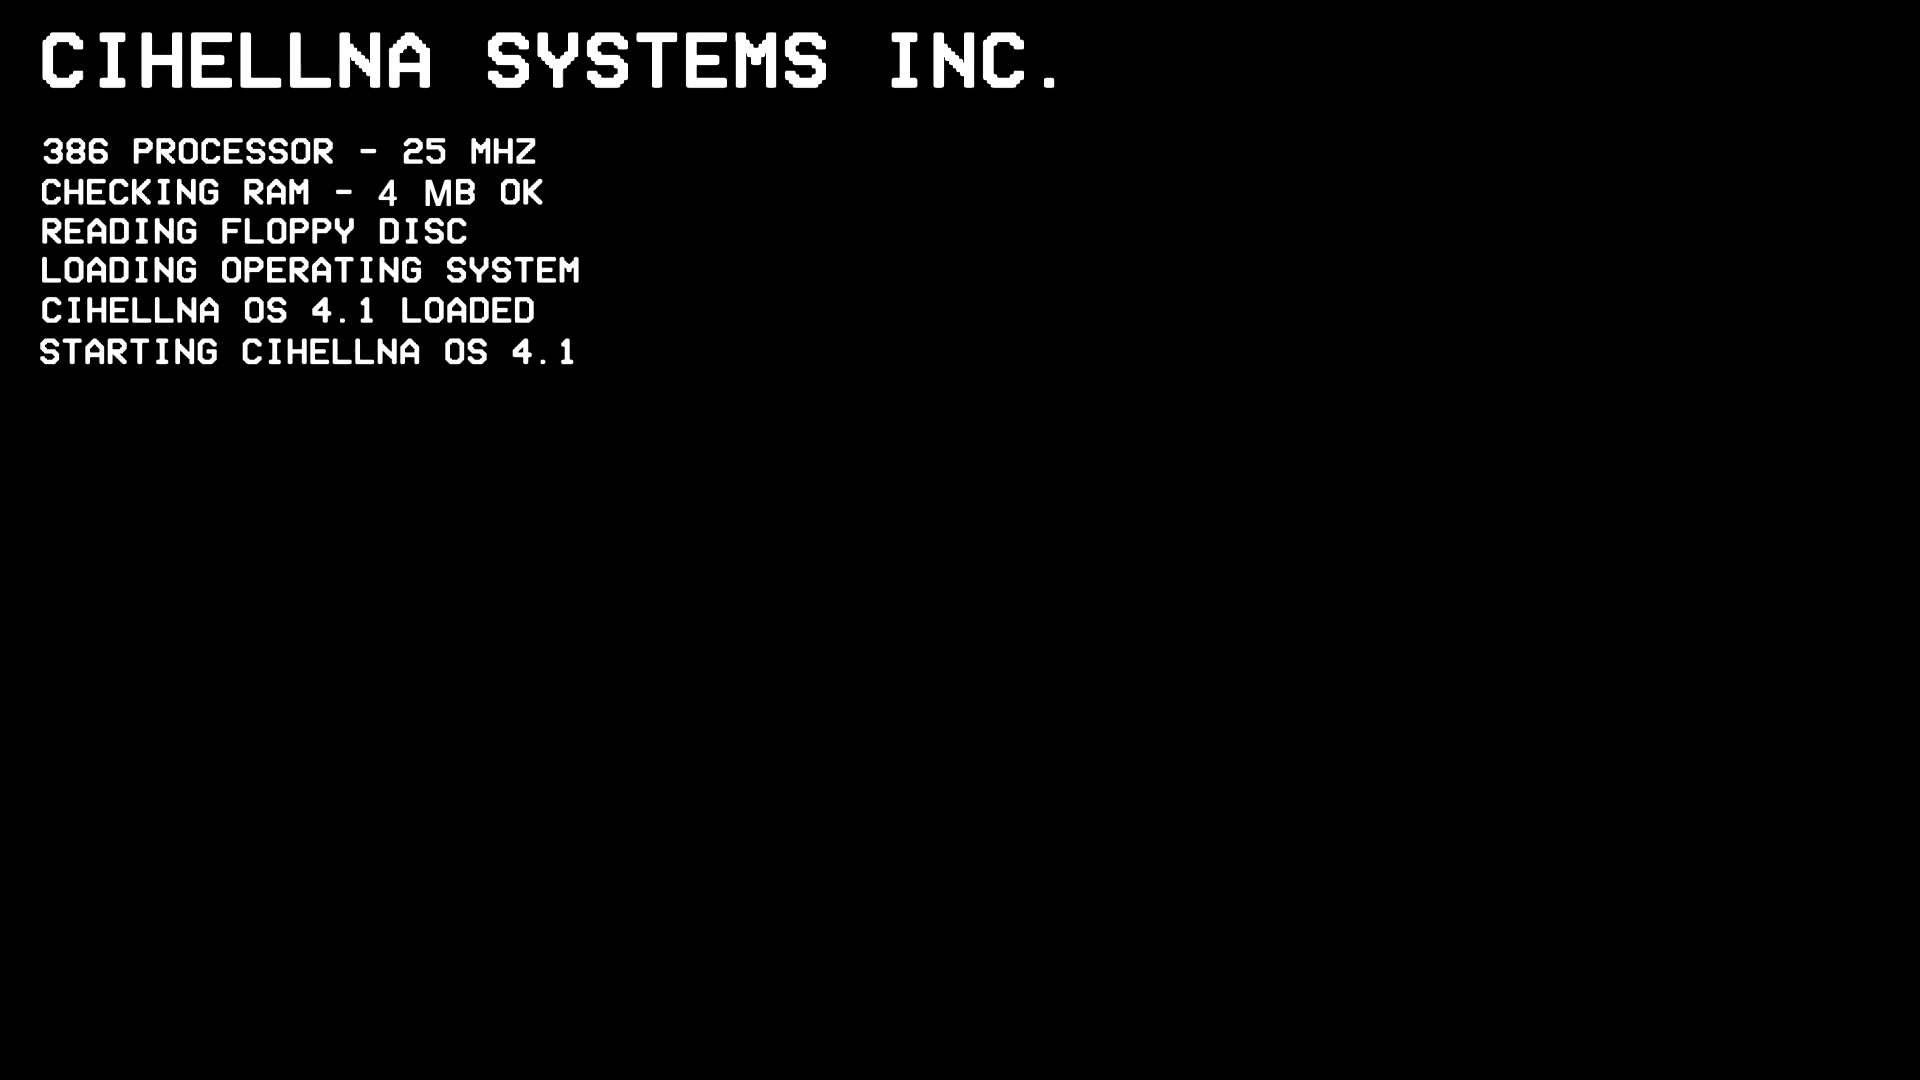 CIHELLNA SYSTEMS INC.
386 PROCESSOR - 25 MHZ
CHECKING RAM - 4 MB OK
READING FLOPPY DISC
LOADING OPERATING SYSTEM
CIHELLNA OS 4.1 LOADED
STARTING CIHELLNA OS 4.1